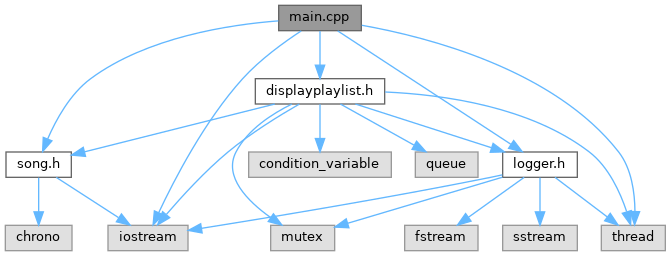 main.cpp
displayplaylist.h
song.h
condition_variable
queue
logger.h
chrono
iostream
mutex
fstream
sstream
thread